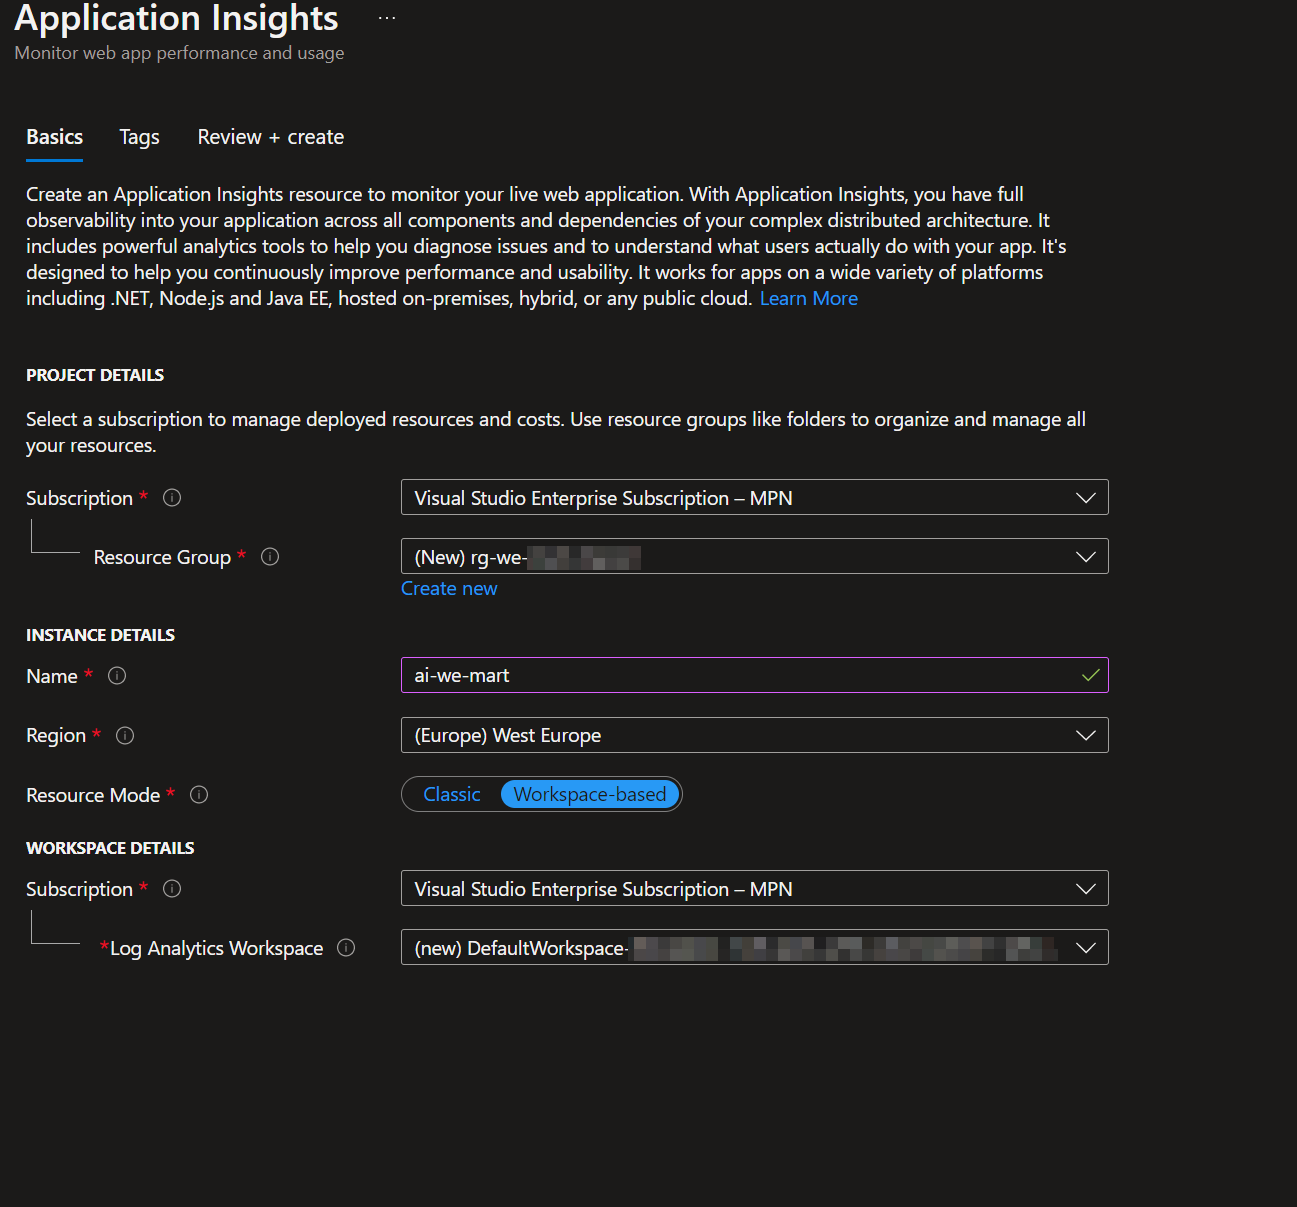 Application Insights ...
Monitor web app performance and usage
Basics Tags Review + create
Create an Application Insights resource to monitor your live web application. With Application Insights, you have full
observability into your application across all components and dependencies of your complex distributed architecture. It
includes powerful analytics tools to help you diagnose issues and to understand what users actually do with your app. It's
designed to help you continuously improve performance and usability. It works for apps on a wide variety of platforms
including .NET, Node.js and Java EE, hosted on-premises, hybrid, or any public cloud. Learn More
PROJECT DETAILS
Select a subscription to manage deployed resources and costs. Use resource groups like folders to organize and manage all
your resources.
Subscription * Visual Studio Enterprise Subscription – MPN
Resource Group * (New) rg-we-
Create new
INSTANCE DETAILS
Name * ai-we-mart
Region * (Europe) West Europe
Resource Mode * Classic Workspace-based
WORKSPACE DETAILS
Subscription * Visual Studio Enterprise Subscription – MPN
*Log Analytics Workspace (new) DefaultWorkspace-